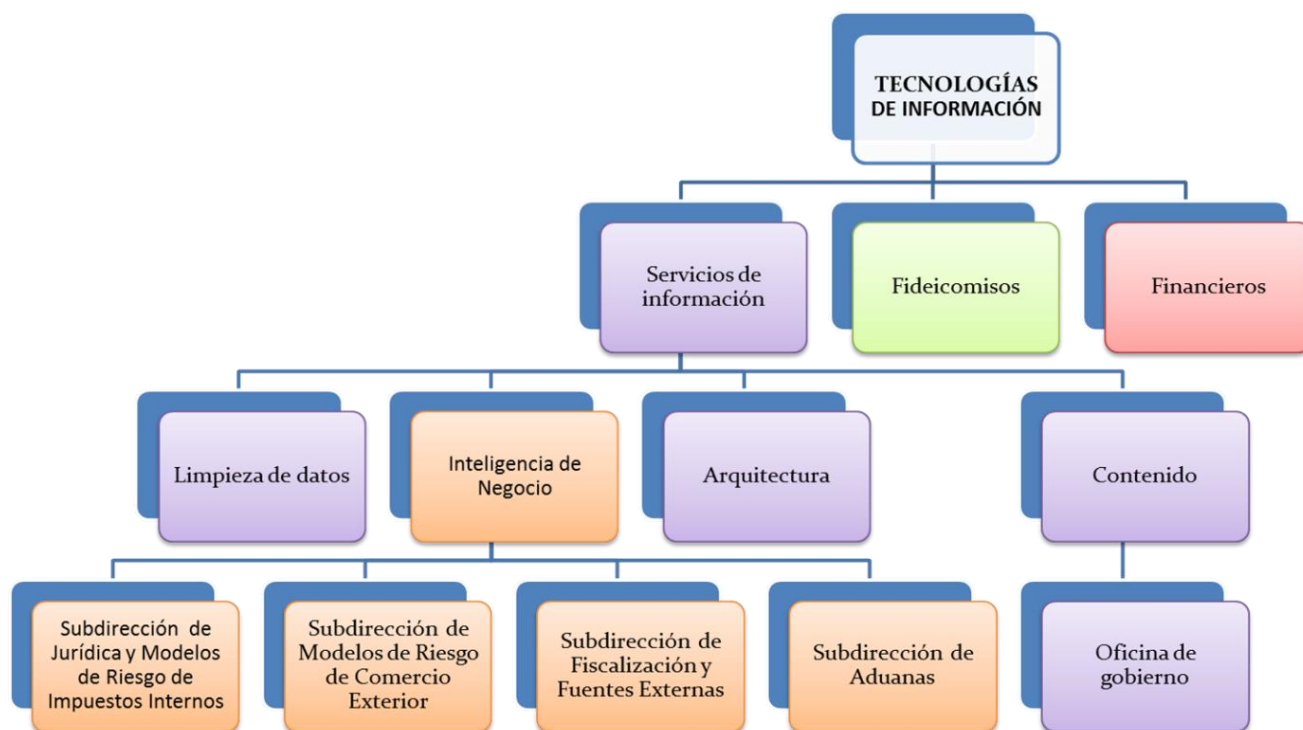 TECNOLOGÍAS
DE INFORMACIÓN
Servicios de
información
Fideicomisos
Financieros
Limpieza de datos
Inteligencia de
Negocio
Arquitectura
Contenido
Subdirección de
Jurídica y Modelos
de Riesgo de
Impuestos Internos
Subdirección de
Modelos de Riesgo
de Comercio
Exterior
Subdirección de
Fiscalización y
Fuentes Externas
Subdirección de
Aduanas
Oficina de
gobierno